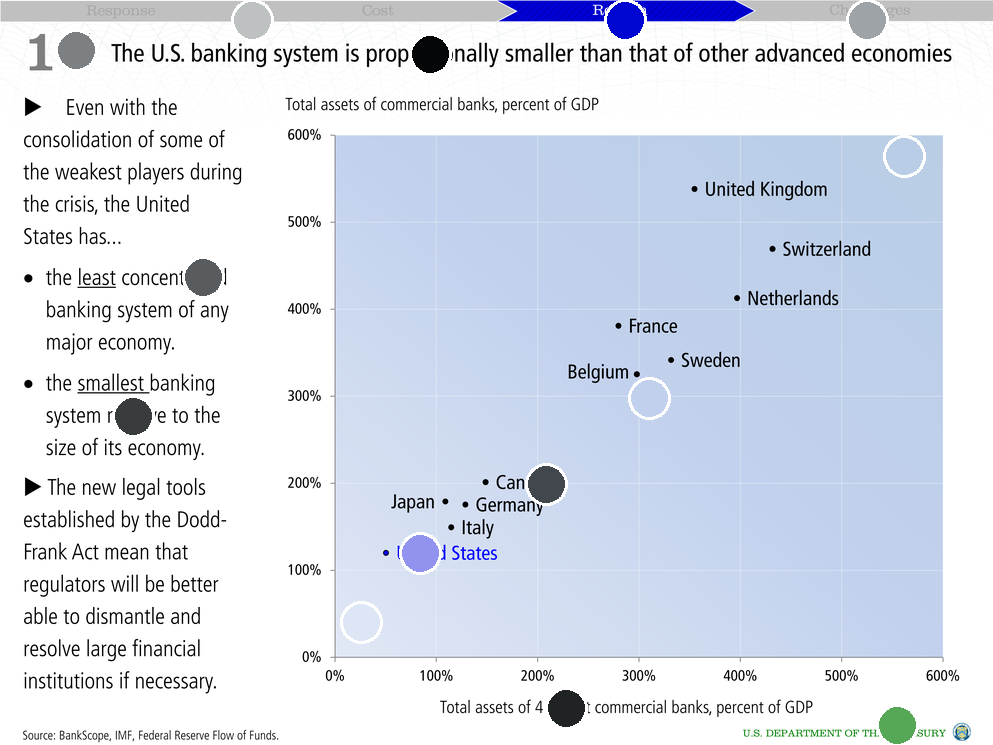 Response Cost
1 The U.S. banking system is smaller than that of other advanced economies
▶ Even with the
consolidation of some of
the weakest players during
the crisis, the United
States has...
• the least
banking system of any
major economy.
• the smallest banking
system to the
size of its economy.
▶ The new legal tools
established by the Dodd-
Frank Act mean that
regulators will be better
able to dismantle and
resolve large financial
institutions if necessary.
Total assets of commercial banks, percent of GDP
600%
500%
400%
300%
200%
100%
0%
United Kingdom
Switzerland
Netherlands
France
Sweden
Belgium
Japan
Germany
Italy
States
0% 100% 200% 300% 400% 500% 600%
Total assets of 4 commercial banks, percent of GDP
Source: BankScope, IMF, Federal Reserve Flow of Funds.
U.S. DEPARTMENT OF